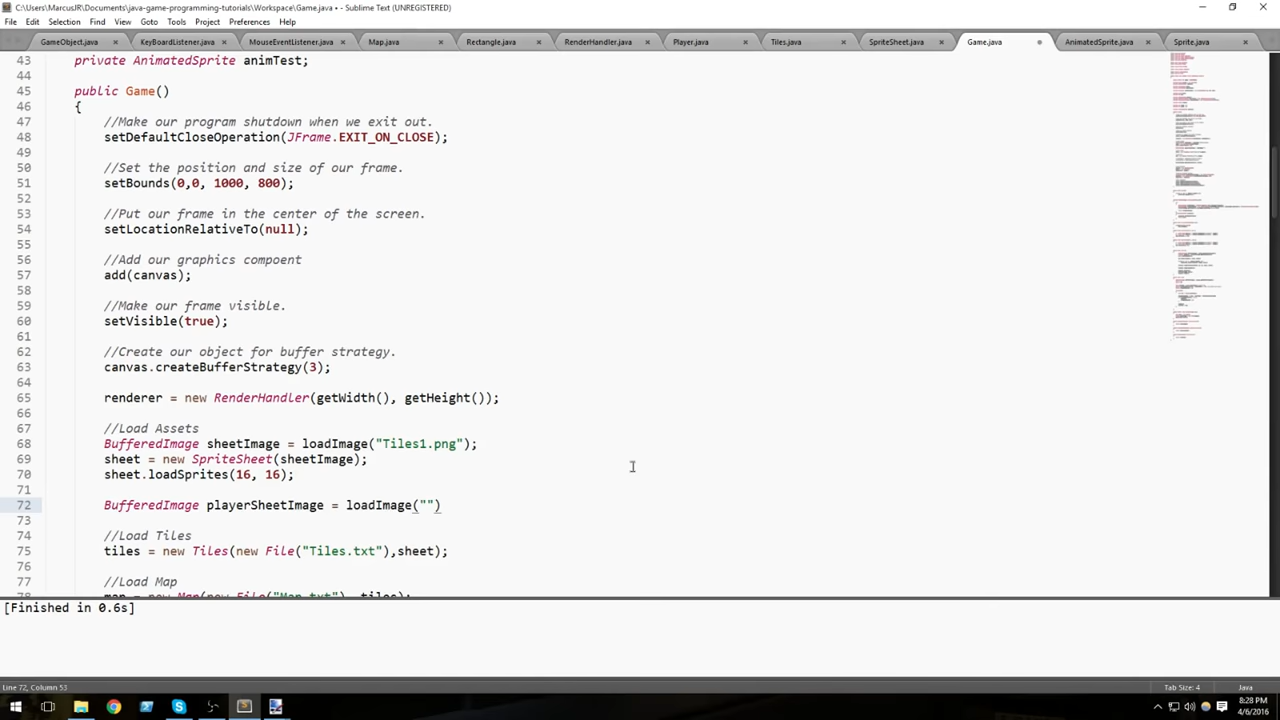 C:\Users\MarcusJR\Documents\java-game-programming-tutorials\Workspace\Game.java • - Sublime Text (UNREGISTERED)
File Edit Selection Find View Goto Tools Project Preferences Help
GameObject.java KeyBoardListener.java MouseEventListener.java Map.java Rectangle.java RenderHandler.java Player.java Tiles.java SpriteSheet.java Game.java AnimatedSprite.java Sprite.java
43 private AnimatedSprite animTest;
44
45 public Game()
46 {
47 //Make our program shutdown when we exit out.
48 setDefaultCloseOperation(JFrame.EXIT_ON_CLOSE);
49
50 //Set the position and size of our frame.
51 setBounds(0,0, 1000, 800);
52
53 //Put our frame in the center of the screen.
54 setLocationRelativeTo(null);
55
56 //Add our graphics compoent
57 add(canvas);
58
59 //Make our frame visible.
60 setVisible(true);
61
62 //Create our object for buffer strategy.
63 canvas.createBufferStrategy(3);
64
65 renderer = new RenderHandler(getWidth(), getHeight());
66
67 //Load Assets
68 BufferedImage sheetImage = loadImage("Tiles1.png");
69 sheet = new SpriteSheet(sheetImage);
70 sheet.loadSprites(16, 16);
71
72 BufferedImage playerSheetImage = loadImage("")
73
74 //Load Tiles
75 tiles = new Tiles(new File("Tiles.txt"),sheet);
76
77 //Load Map
78 map = new Map(new File("Map.txt"), tiles);
[Finished in 0.6s]
Line 72, Column 53 Tab Size: 4 Java
8:28 PM
4/6/2016